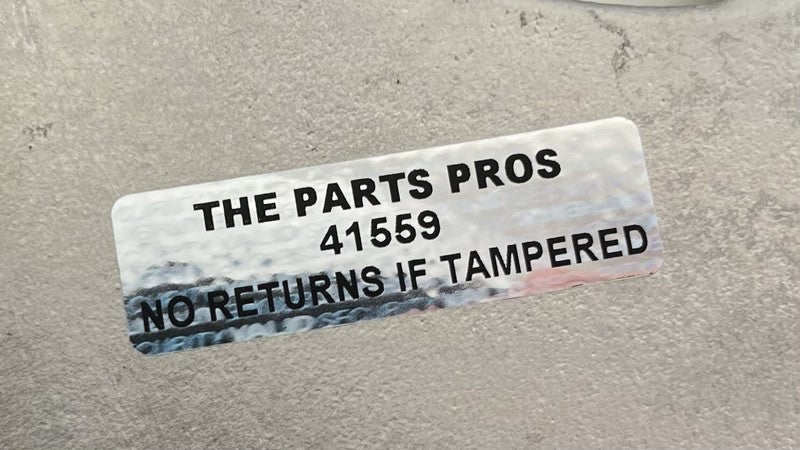 THE PARTS PROS
41559
NO RETURNS IF TAMPERED